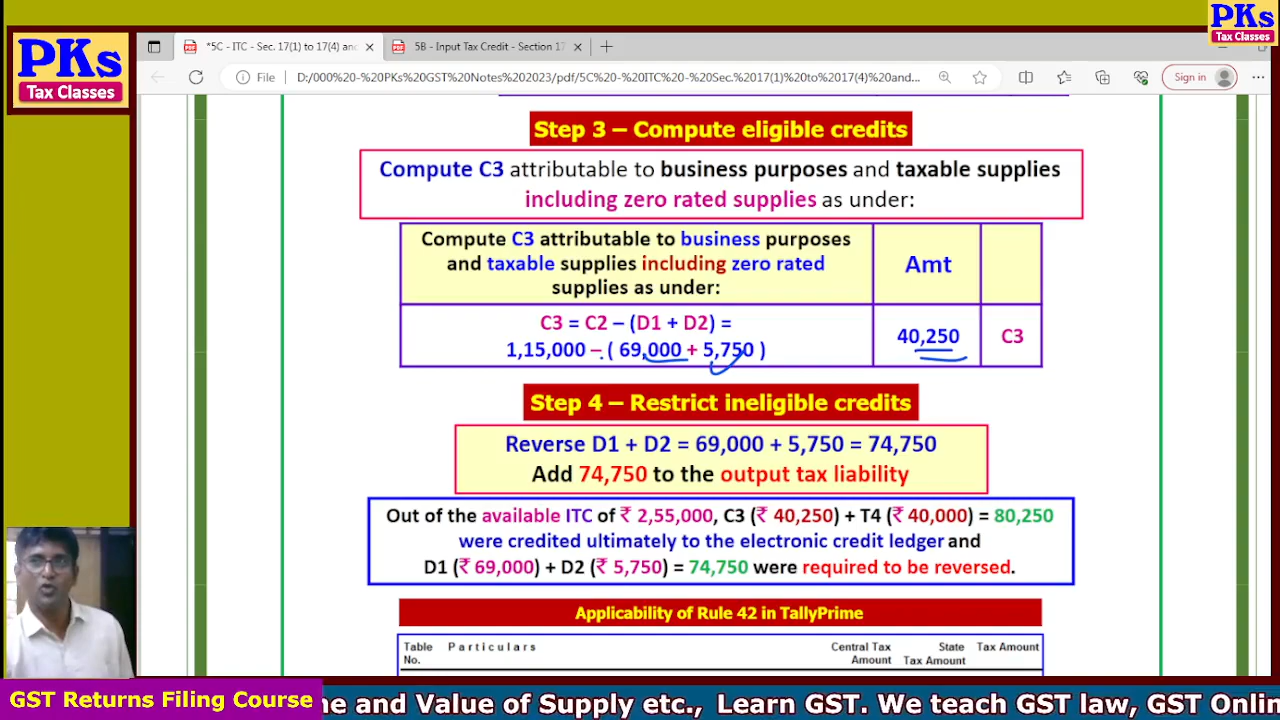 PKs
Tax Classes
PKs
Tax Classes
*5C - ITC - Sec. 17(1) to 17(4) and
5B - Input Tax Credit - Section 17
File
D:/000%20-%20PKs%20GST%20Notes%202023/pdf/5C%20-%20ITC%20-%20Sec.%2017(1)%20to%2017(4)%20and...
Sign in
Step 3 – Compute eligible credits
Compute C3 attributable to business purposes and taxable supplies
including zero rated supplies as under:
Compute C3 attributable to business purposes
and taxable supplies including zero rated
supplies as under:
Amt
C3 = C2 – (D1 + D2) =
1,15,000 – ( 69,000 + 5,750 )
40,250
C3
Step 4 – Restrict ineligible credits
Reverse D1 + D2 = 69,000 + 5,750 = 74,750
Add 74,750 to the output tax liability
Out of the available ITC of ₹ 2,55,000, C3 (₹ 40,250) + T4 (₹ 40,000) = 80,250
were credited ultimately to the electronic credit ledger and
D1 (₹ 69,000) + D2 (₹ 5,750) = 74,750 were required to be reversed.
Applicability of Rule 42 in TallyPrime
Table
No.
Particulars
Central Tax
Amount
State
Tax Amount
Tax Amount
GST Returns Filing Course
me and Value of Supply etc., Learn GST. We teach GST law, GST Onli